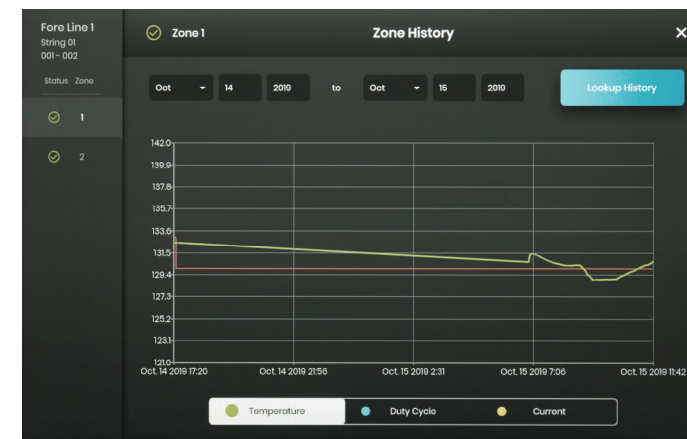 Fore Line 1
String 01
001 - 002
Status Zone
1
2
Zone 1
Zone History
Oct 14 2019 to Oct 15 2019
Lookup History
142.0
139.9
137.8
135.7
133.6
131.5
129.4
127.3
125.2
123.1
121.0
Oct, 14 2019 17:20 Oct, 14 2019 21:56 Oct, 15 2019 2:31 Oct, 15 2019 7:06 Oct, 15 2019 11:42
Temperature Duty Cycle Current